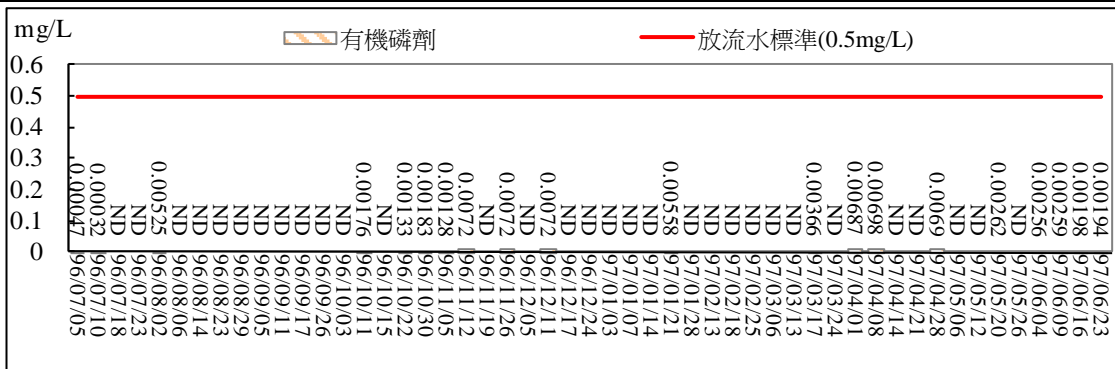 mg/L
有機磷劑
放流水標準(0.5mg/L)
0.6
0.5
0.4
0.3
0.2
0.1
0
0.00047
0.00032
ND
ND
0.00525
ND
ND
ND
ND
ND
ND
ND
ND
ND
0.00176
ND
0.00133
0.00183
0.00128
0.0072
ND
0.0072
ND
0.0072
ND
ND
ND
ND
ND
0.00558
ND
ND
ND
ND
ND
ND
0.00366
ND
0.00687
0.00698
ND
ND
0.00069
ND
ND
0.00262
ND
0.00256
0.00259
0.00198
0.00194
96/07/05
96/07/10
96/07/18
96/07/23
96/08/02
96/08/06
96/08/14
96/08/23
96/08/29
96/09/05
96/09/11
96/09/17
96/09/26
96/10/03
96/10/11
96/10/15
96/10/22
96/10/30
96/11/05
96/11/12
96/11/19
96/11/26
96/12/05
96/12/11
96/12/17
96/12/24
97/01/03
97/01/07
97/01/14
97/01/21
97/01/28
97/02/13
97/02/18
97/02/25
97/03/06
97/03/13
97/03/17
97/04/01
97/04/08
97/04/14
97/04/21
97/04/28
97/05/06
97/05/12
97/05/20
97/05/26
97/06/04
97/06/09
97/06/16
97/06/23